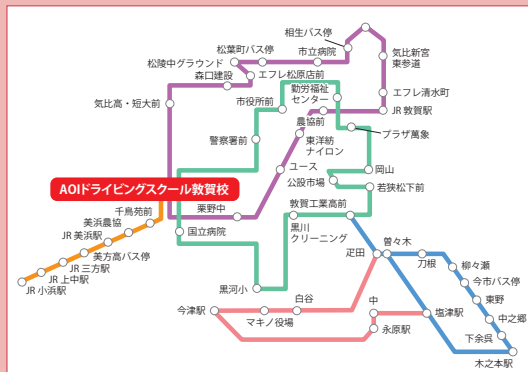 相生バス停
松葉町バス停
市立病院
松陵中グラウンド
気比新宮
東参道
森口建設
エフレ松原店前
勤労福祉
センター
エフレ清水町
気比高・短大前
市役所前
JR 敦賀駅
農協前
警察署前
東洋紡
ナイロン
プラザ萬象
ユース
岡山
公設市場
AOIドライビングスクール敦賀校
若狭松下前
千鳥苑前
粟野中
敦賀工業高前
美浜農協
国立病院
黒川
クリーニング
JR 美浜駅
美方高バス停
疋田
曽々木
刀根
柳々瀬
JR 三方駅
JR 上中駅
今市バス停
JR 小浜駅
黒河小
白谷
中
東野
今津駅
マキノ役場
塩津駅
中之郷
永原駅
下余呉
木之本駅